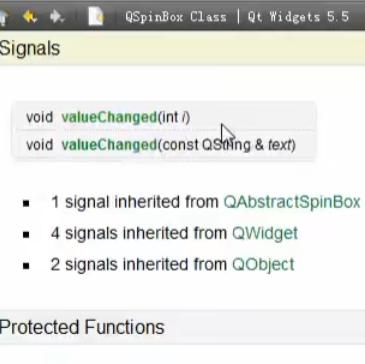 QSpinBox Class | Qt Widgets 5.5
Signals
void valueChanged(int i)
void valueChanged(const QString & text)
1 signal inherited from QAbstractSpinBox
4 signals inherited from QWidget
2 signals inherited from QObject
Protected Functions